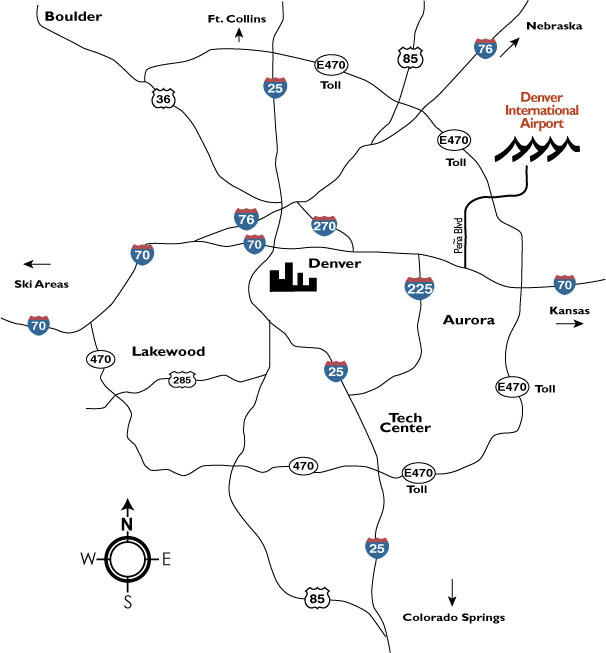 Boulder
Ft. Collins
Nebraska
85
76
E470
Toll
25
36
Denver
International
Airport
E470
Toll
76
270
Peña Blvd
70
70
Denver
Ski Areas
225
70
Kansas
Aurora
70
Lakewood
470
25
285
E470
Toll
Tech
Center
470
E470
Toll
N
W
E
S
25
85
Colorado Springs